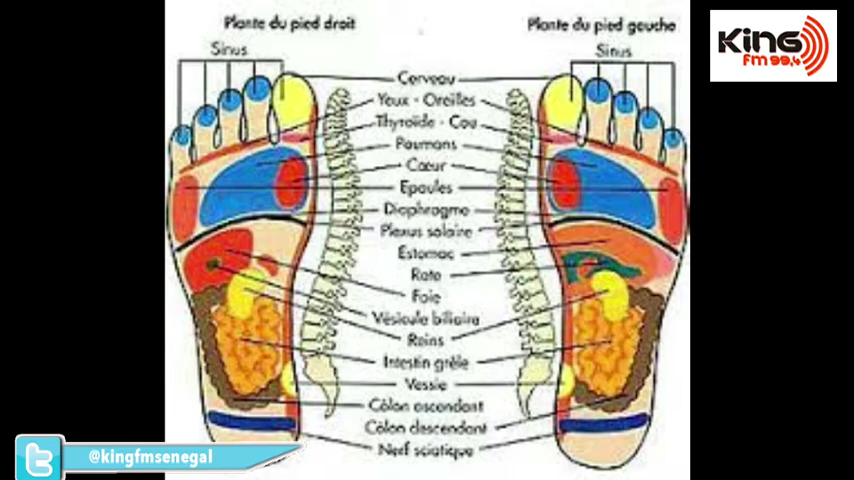 Plante du pied droit
Plante du pied gauche
Sinus
Sinus
Cerveau
Yeux - Oreilles
Thyroïde - Cou
Poumons
Cœur
Epaules
Diaphragme
Plexus solaire
Estomac
Rate
Foie
Vésicule biliaire
Reins
Intestin grêle
Vessie
Côlon ascendant
Côlon descendant
Nerf sciatique
King
FM 99,4
@kingfmsenegal